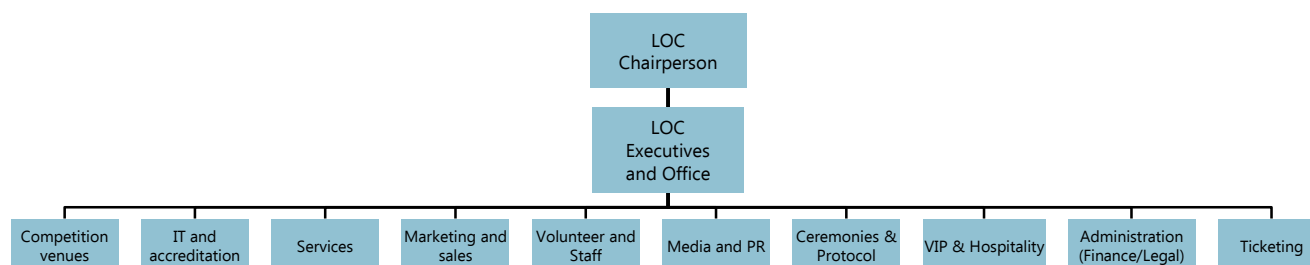 LOC
Chairperson
LOC
Executives
and Office
Competition
venues
IT and
accreditation
Services
Marketing and
sales
Volunteer and
Staff
Media and PR
Ceremonies &
Protocol
VIP & Hospitality
Administration
(Finance/Legal)
Ticketing